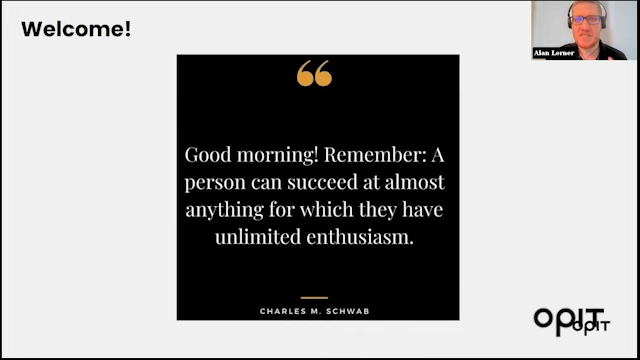 Welcome!
Alan Lerner
“
Good morning! Remember: A
person can succeed at almost
anything for which they have
unlimited enthusiasm.
CHARLES M. SCHWAB
OPIT
OPIT